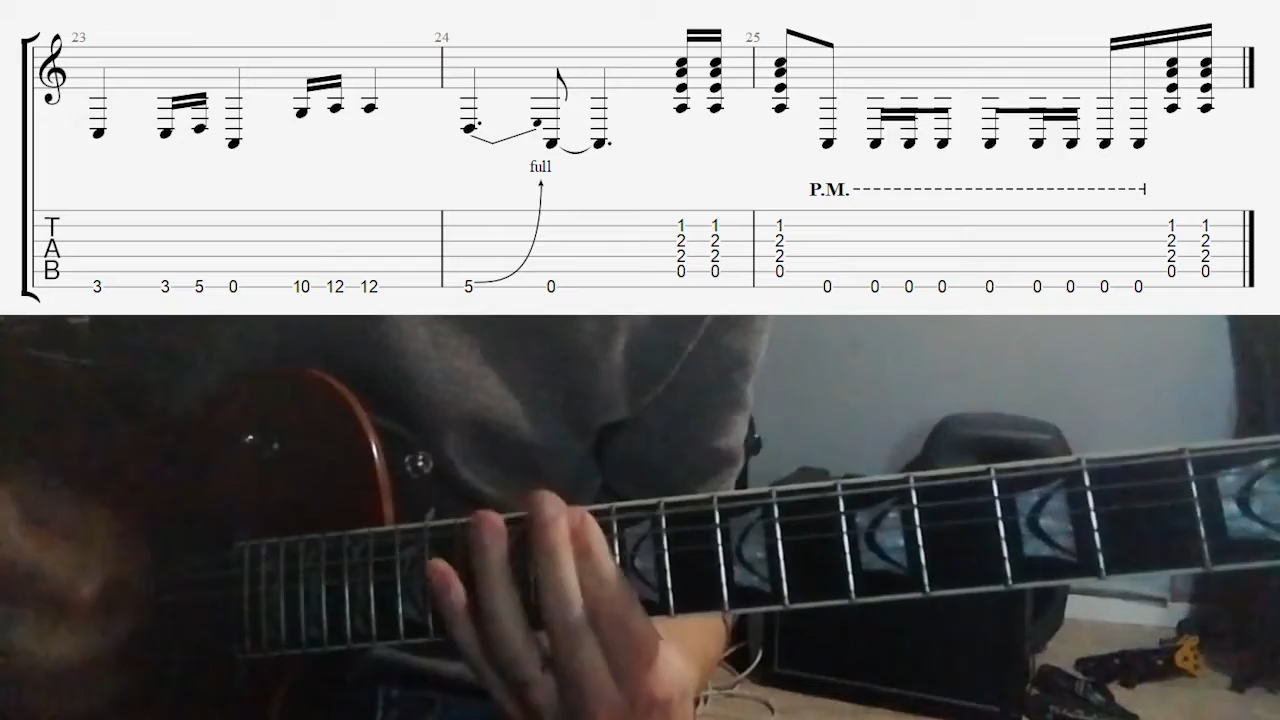 23 24 25
full
P.M.
T
A
B
1 1 1 1 1
2 2 2 2 2
2 2 2 2 2
0 0 0 0 0
3 3 5 0 10 12 12 5 0 0 0 0 0 0 0 0 0 0